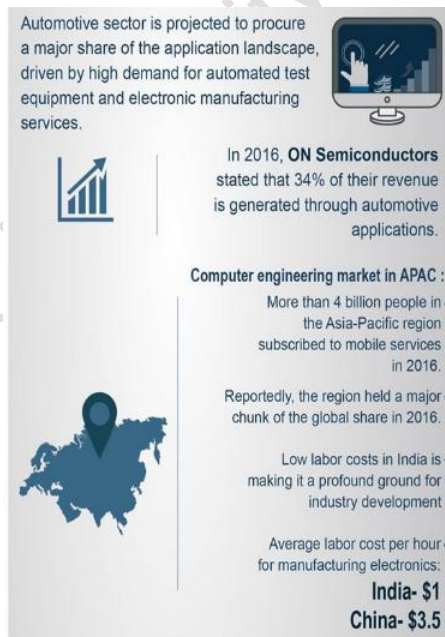 Automotive sector is projected to procure
a major share of the application landscape,
driven by high demand for automated test
equipment and electronic manufacturing
services.
In 2016, ON Semiconductors
stated that 34% of their revenue
is generated through automotive
applications.
Computer engineering market in APAC :
More than 4 billion people in
the Asia-Pacific region
subscribed to mobile services
in 2016.
Reportedly, the region held a major
chunk of the global share in 2016.
Low labor costs in India is
making it a profound ground for
industry development
Average labor cost per hour
for manufacturing electronics:
India- $1
China- $3.5